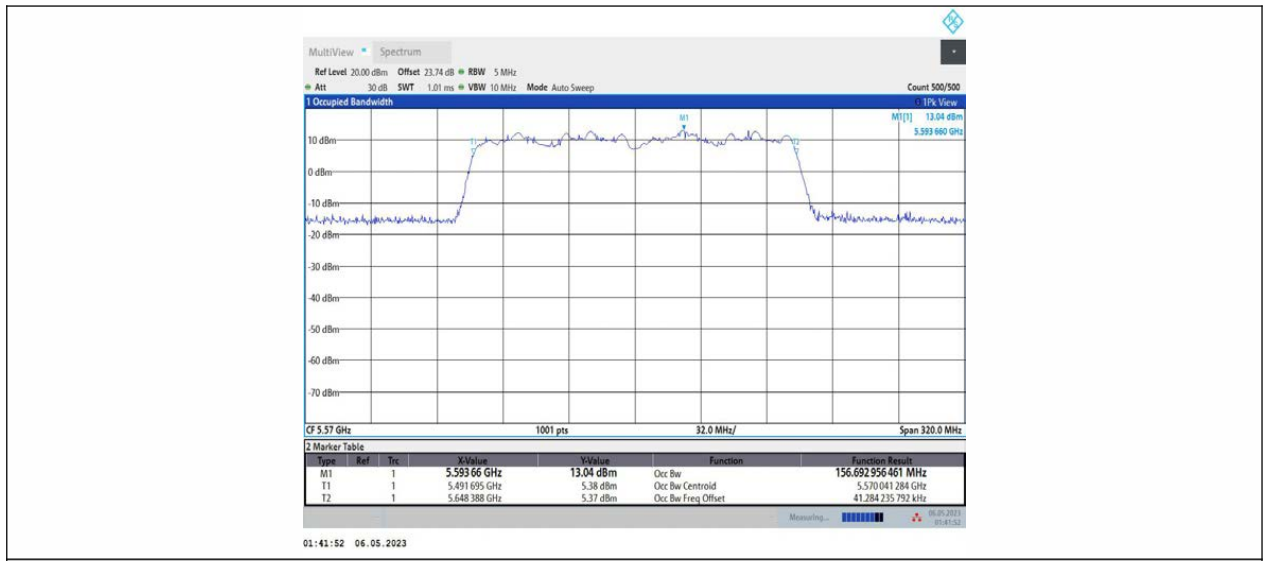 MultiView Spectrum
Ref Level 20.00 dBm Offset 23.74 dB RBW 5 MHz
Att 30 dB SWT 1.01 ms VBW 10 MHz Mode Auto Sweep Count 500/500
1 Occupied Bandwidth 1Pk View
M1 M1[1] 13.04 dBm
5.593 660 GHz
10 dBm T1 T2
0 dBm
-10 dBm
-20 dBm
-30 dBm
-40 dBm
-50 dBm
-60 dBm
-70 dBm
CF 5.57 GHz 1001 pts 32.0 MHz/ Span 320.0 MHz
2 Marker Table
Type Ref Trc X-Value Y-Value Function Function Result
M1 1 5.593 66 GHz 13.04 dBm Occ Bw 156.692 956 461 MHz
T1 1 5.491 695 GHz 5.38 dBm Occ Bw Centroid 5.570 041 284 GHz
T2 1 5.648 388 GHz 5.37 dBm Occ Bw Freq Offset 41.284 235 792 kHz
Measuring... 06.05.2023
01:41:52
01:41:52 06.05.2023